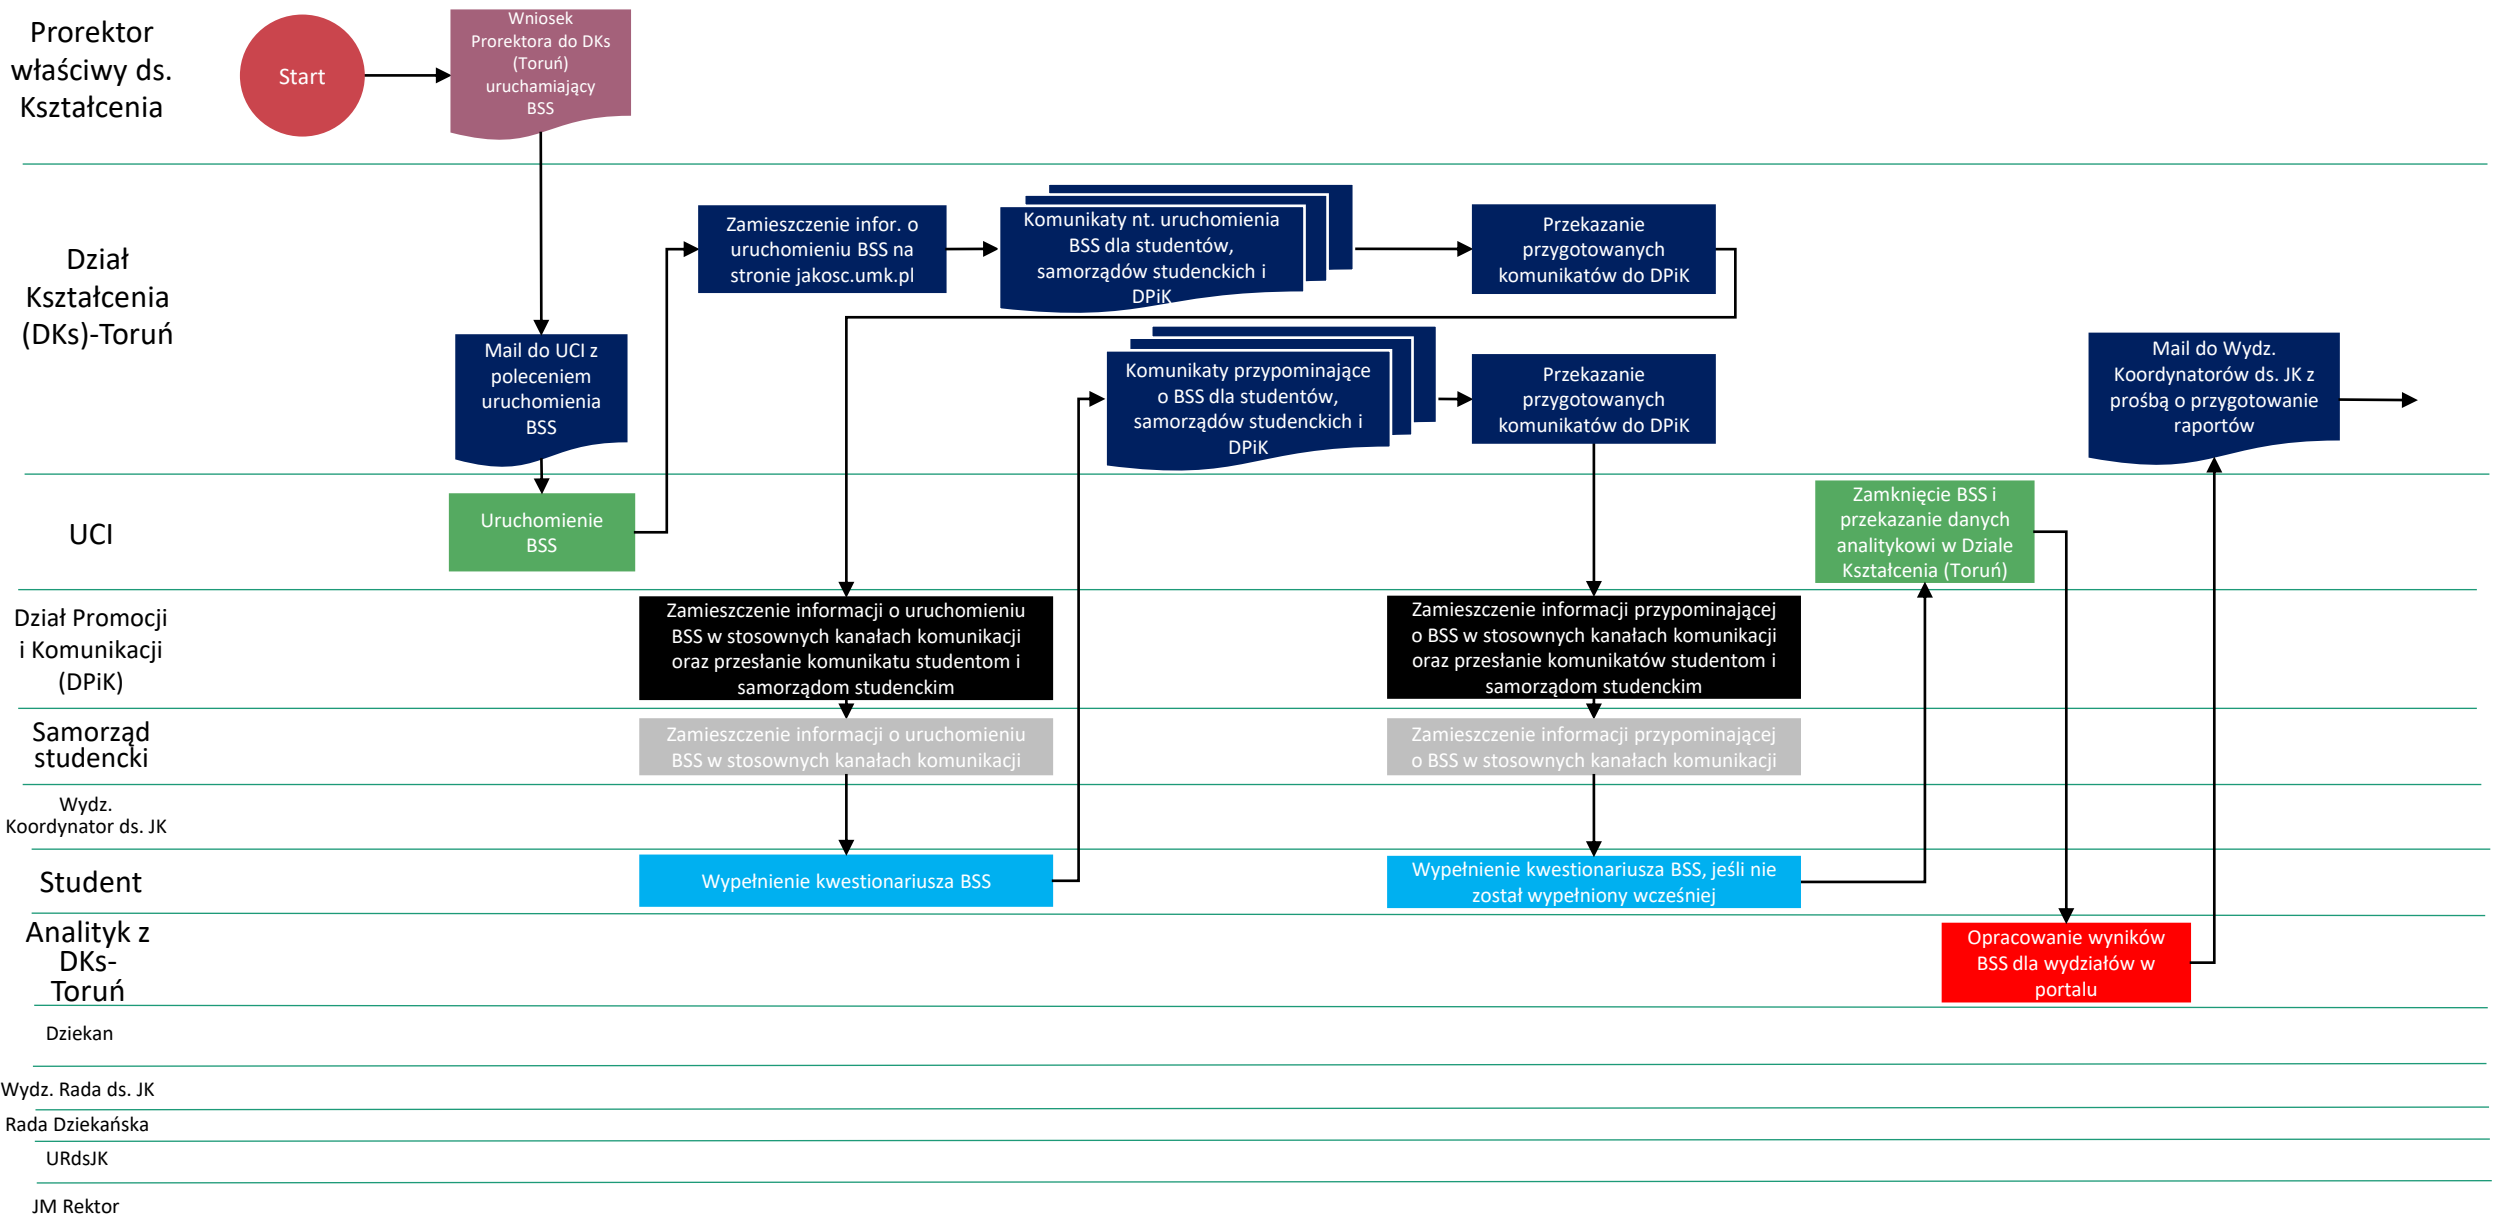 Prorektor
właściwy ds.
Kształcenia
Start
Wniosek
Prorektora do DKs
(Toruń)
uruchamiający
BSS
Dział
Kształcenia
(DKs)-Toruń
Zamieszczenie infor. o
uruchomieniu BSS na
stronie jakosc.umk.pl
Komunikaty nt. uruchomienia
BSS dla studentów,
samorządów studenckich i
DPiK
Przekazanie
przygotowanych
komunikatów do DPiK
Mail do UCI z
poleceniem
uruchomienia
BSS
Komunikaty przypominające
o BSS dla studentów,
samorządów studenckich i
DPiK
Przekazanie
przygotowanych
komunikatów do DPiK
Mail do Wydz.
Koordynatorów ds. JK z
prośbą o przygotowanie
raportów
UCI
Uruchomienie
BSS
Zamknięcie BSS i
przekazanie danych
analitykowi w Dziale
Kształcenia (Toruń)
Dział Promocji
i Komunikacji
(DPiK)
Zamieszczenie informacji o uruchomieniu
BSS w stosownych kanałach komunikacji
oraz przesłanie komunikatu studentom i
samorządom studenckim
Zamieszczenie informacji przypominającej
o BSS w stosownych kanałach komunikacji
oraz przesłanie komunikatów studentom i
samorządom studenckim
Samorząd
studencki
Zamieszczenie informacji o uruchomieniu
BSS w stosownych kanałach komunikacji
Zamieszczenie informacji przypominającej
o BSS w stosownych kanałach komunikacji
Wydz.
Koordynator ds. JK
Student
Wypełnienie kwestionariusza BSS
Wypełnienie kwestionariusza BSS, jeśli nie
został wypełniony wcześniej
Analityk z
DKs-
Toruń
Opracowanie wyników
BSS dla wydziałów w
portalu
Dziekan
Wydz. Rada ds. JK
Rada Dziekańska
URdsJK
JM Rektor